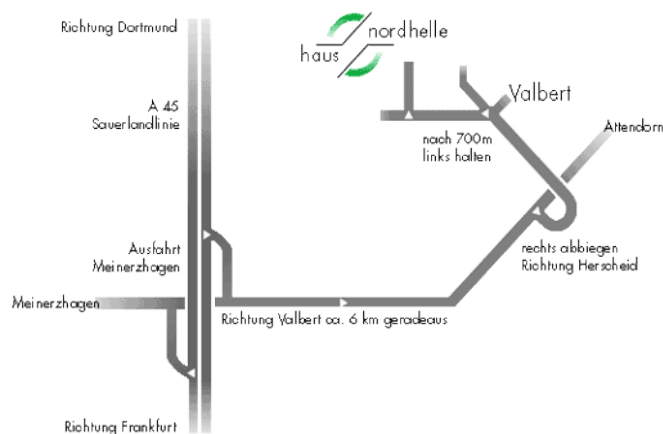 Richtung Dortmund
haus nordhelle
A 45
Sauerlandlinie
Valbert
Attendorn
nach 700m
links halten
Ausfahrt
Meinerzhagen
rechts abbiegen
Richtung Herscheid
Meinerzhagen
Richtung Valbert ca. 6 km geradeaus
Richtung Frankfurt